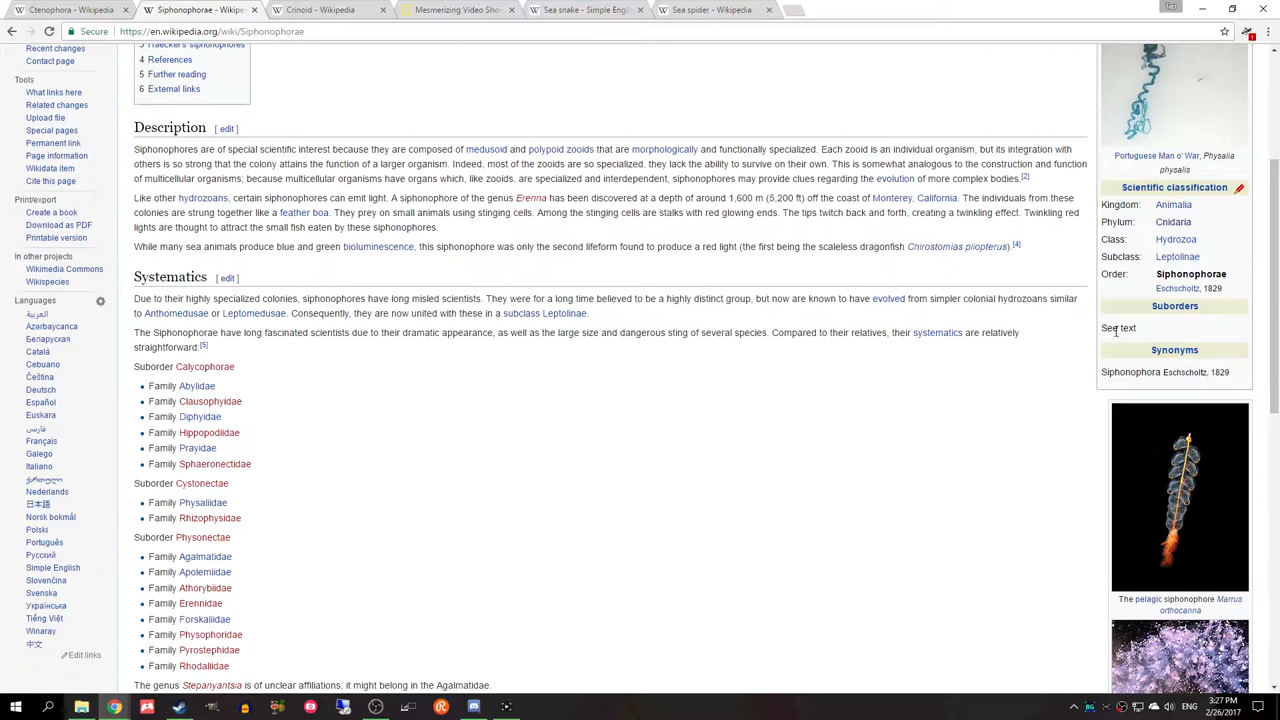 Ctenophora - Wikipedia
Siphonophorae - Wikipe
Crinoid - Wikipedia
Mesmerizing Video Show
Sea snake - Simple Engli
Sea spider - Wikipedia
Secure
https://en.wikipedia.org/wiki/Siphonophorae
Recent changes
Contact page
Tools
What links here
Related changes
Upload file
Special pages
Permanent link
Page information
Wikidata item
Cite this page
Print/export
Create a book
Download as PDF
Printable version
In other projects
Wikimedia Commons
Wikispecies
Languages
العربية
Azərbaycanca
Беларуская
Català
Cebuano
Čeština
Deutsch
Español
Euskara
فارسی
Français
Galego
Italiano
ქართული
Nederlands
日本語
Norsk bokmål
Polski
Português
Русский
Simple English
Slovenčina
Svenska
Українська
Tiếng Việt
Winaray
中文
Edit links
3 Haeckel's siphonophores
4 References
5 Further reading
6 External links
Description [ edit ]
Siphonophores are of special scientific interest because they are composed of medusoid and polypoid zooids that are morphologically and functionally specialized. Each zooid is an individual organism, but its integration with
others is so strong that the colony attains the function of a larger organism. Indeed, most of the zooids are so specialized, they lack the ability to survive on their own. This is somewhat analogous to the construction and function
of multicellular organisms; because multicellular organisms have organs which, like zooids, are specialized and interdependent, siphonophores may provide clues regarding the evolution of more complex bodies.[2]
Like other hydrozoans, certain siphonophores can emit light. A siphonophore of the genus Erenna has been discovered at a depth of around 1,600 m (5,200 ft) off the coast of Monterey, California. The individuals from these
colonies are strung together like a feather boa. They prey on small animals using stinging cells. Among the stinging cells are stalks with red glowing ends. The tips twitch back and forth, creating a twinkling effect. Twinkling red
lights are thought to attract the small fish eaten by these siphonophores.
While many sea animals produce blue and green bioluminescence, this siphonophore was only the second lifeform found to produce a red light (the first being the scaleless dragonfish Chirostomias pliopterus).[4]
Systematics [ edit ]
Due to their highly specialized colonies, siphonophores have long misled scientists. They were for a long time believed to be a highly distinct group, but now are known to have evolved from simpler colonial hydrozoans similar
to Anthomedusae or Leptomedusae. Consequently, they are now united with these in a subclass Leptolinae.
The Siphonophorae have long fascinated scientists due to their dramatic appearance, as well as the large size and dangerous sting of several species. Compared to their relatives, their systematics are relatively
straightforward:[5]
Suborder Calycophorae
Family Abylidae
Family Clausophyidae
Family Diphyidae
Family Hippopodiidae
Family Prayidae
Family Sphaeronectidae
Suborder Cystonectae
Family Physaliidae
Family Rhizophysidae
Suborder Physonectae
Family Agalmatidae
Family Apolemiidae
Family Athorybiidae
Family Erennidae
Family Forskaliidae
Family Physophoridae
Family Pyrostephidae
Family Rhodaliidae
The genus Stepanyantsia is of unclear affiliations; it might belong in the Agalmatidae.
Portuguese Man o' War, Physalia
physalis
Scientific classification
Kingdom: Animalia
Phylum: Cnidaria
Class: Hydrozoa
Subclass: Leptolinae
Order: Siphonophorae
Eschscholtz, 1829
Suborders
See text
Synonyms
Siphonophora Eschscholtz, 1829
The pelagic siphonophore Marrus
orthocanna
3:27 PM
2/26/2017